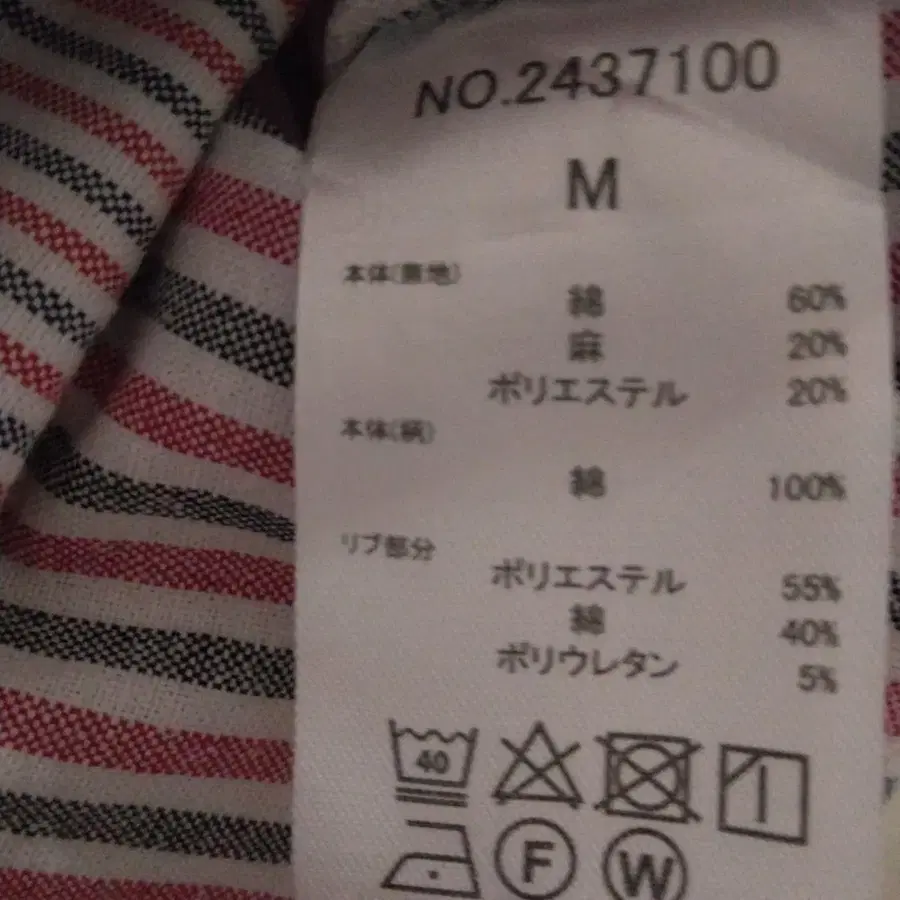 NO.2437100
M
本体(無地)
綿 60%
麻 20%
ポリエステル 20%
本体(柄)
綿 100%
リブ部分
ポリエステル 55%
綿 40%
ポリウレタン 5%
40
F W